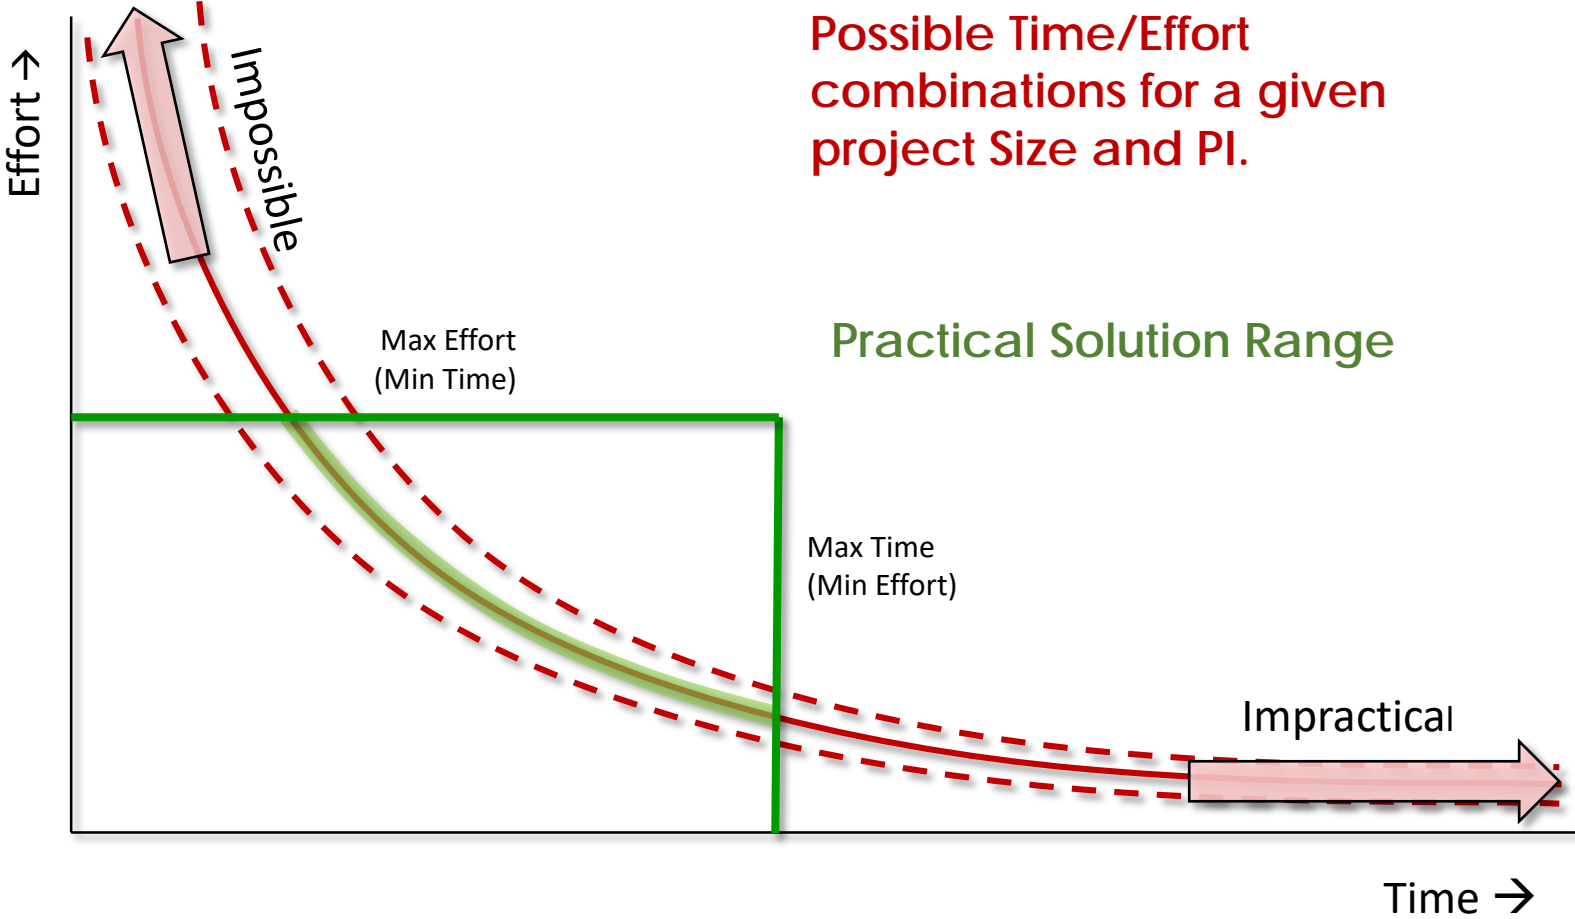 Possible Time/Effort
combinations for a given
project Size and PI.
Effort →
Impossible
Max Effort
(Min Time)
Practical Solution Range
Max Time
(Min Effort)
Impractical
Time →